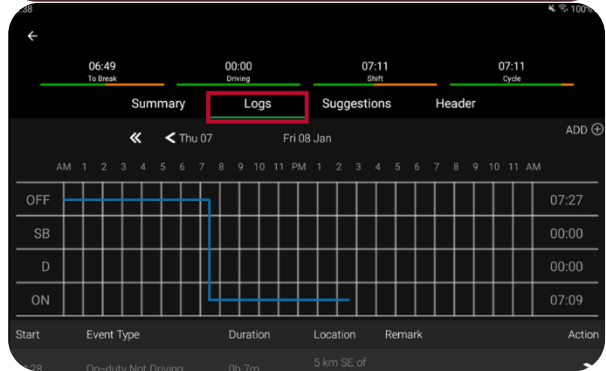 :38 100%
06:49 00:00 07:11 07:11
To Break Driving Shift Cycle
Summary Logs Suggestions Header
Thu 07 Fri 08 Jan ADD
AM 1 2 3 4 5 6 7 8 9 10 11 PM 1 2 3 4 5 6 7 8 9 10 11 AM
OFF 07:27
SB 00:00
D 00:00
ON 07:09
Start Event Type Duration Location Remark Action
:28 On-duty Not Driving 0h 7m 5 km SE of